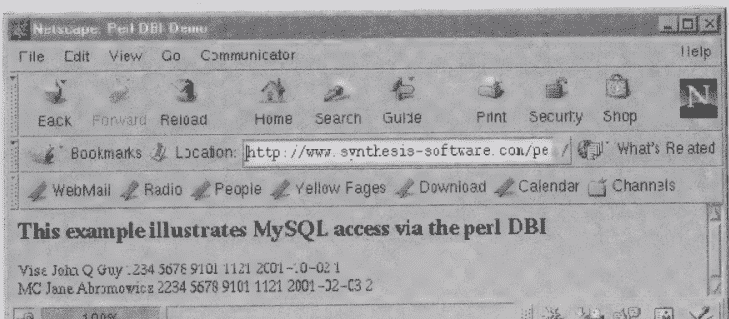 Netscape: Perl DBI Demo
File Edit View Go Communicator Help
Back Forward Reload Home Search Guide Print Security Shop N
Bookmarks Location: http://www.synthesis-software.com/pe What's Related
WebMail Radio People Yellow Pages Download Calendar Channels
This example illustrates MySQL access via the perl DBI
Visa John Q Guy 1234 5678 9101 1121 2001-10-02 1
MC Jane Abromowicz 2234 5678 9101 1121 2001-02-03 2
100%